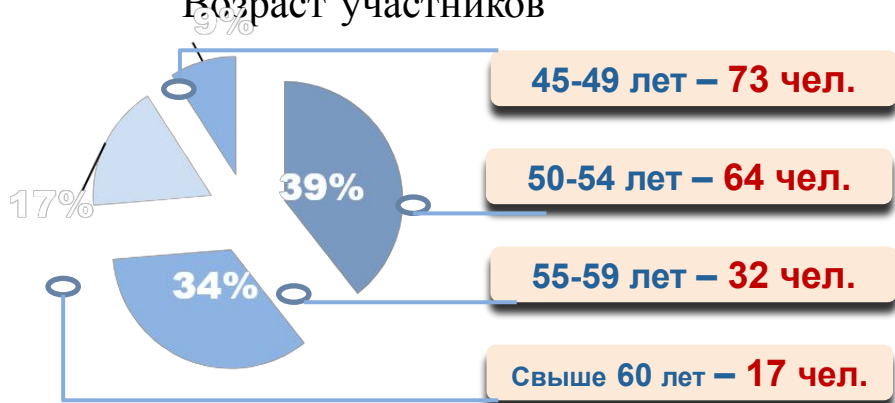 Возраст участников
9%
45-49 лет – 73 чел.
39%
50-54 лет – 64 чел.
17%
34%
55-59 лет – 32 чел.
Свыше 60 лет – 17 чел.